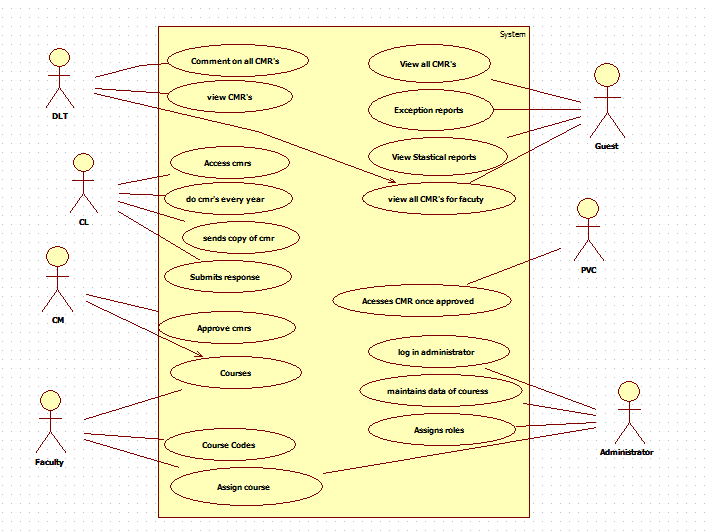 System
Comment on all CMR's
View all CMR's
view CMR's
DLT
Exception reports
Guest
Access cmrs
View Stastical reports
do cmr's every year
view all CMR's for facuty
CL
sends copy of cmr
Submits response
PVC
CM
Acesses CMR once approved
Approve cmrs
log in administrator
Courses
maintains data of couress
Assigns roles
Course Codes
Faculty
Administrator
Assign course